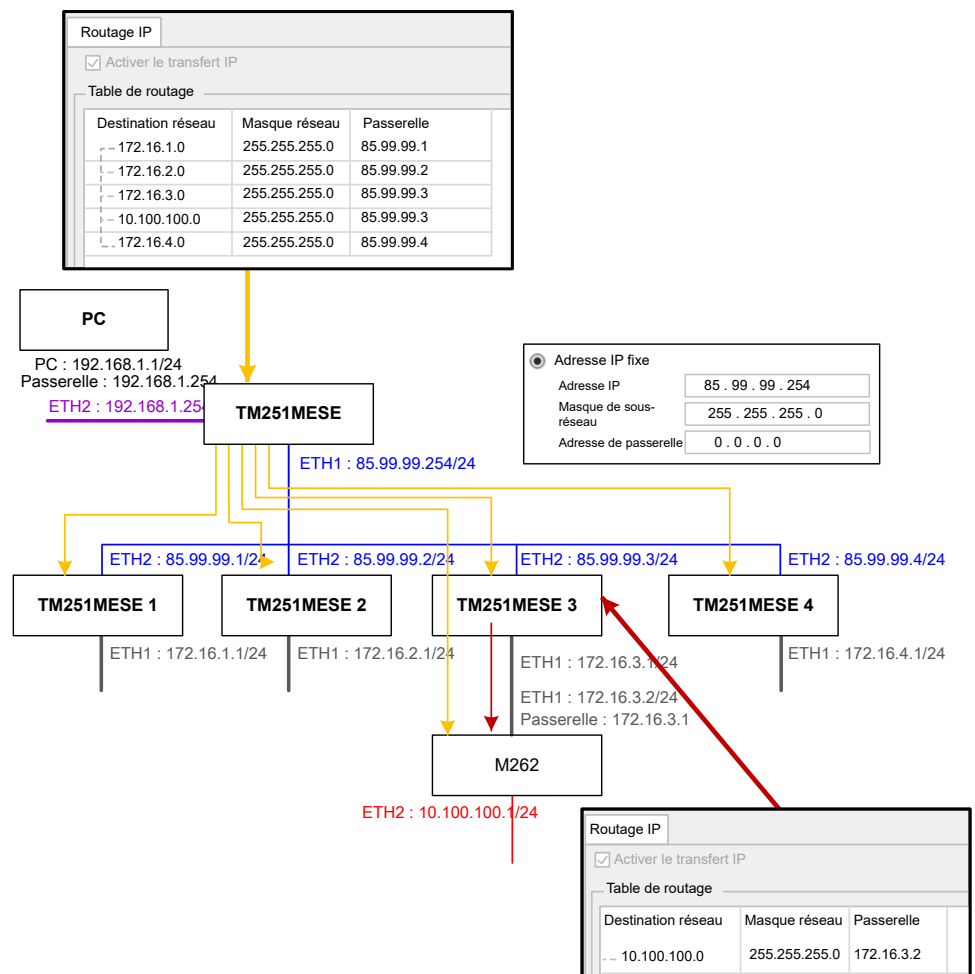 Routage IP
Activer le transfert IP
Table de routage
Destination réseau Masque réseau Passerelle
172.16.1.0 255.255.255.0 85.99.99.1
172.16.2.0 255.255.255.0 85.99.99.2
172.16.3.0 255.255.255.0 85.99.99.3
10.100.100.0 255.255.255.0 85.99.99.3
172.16.4.0 255.255.255.0 85.99.99.4
PC
PC : 192.168.1.1/24
Passerelle : 192.168.1.254
ETH2 : 192.168.1.254
TM251MESE
ETH1 : 85.99.99.254/24
Adresse IP fixe
Adresse IP 85 . 99 . 99 . 254
Masque de sous-
réseau 255 . 255 . 255 . 0
Adresse de passerelle 0 . 0 . 0 . 0
ETH2 : 85.99.99.1/24
ETH2 : 85.99.99.2/24
ETH2 : 85.99.99.3/24
ETH2 : 85.99.99.4/24
TM251MESE 1
TM251MESE 2
TM251MESE 3
TM251MESE 4
ETH1 : 172.16.1.1/24
ETH1 : 172.16.2.1/24
ETH1 : 172.16.3.1/24
ETH1 : 172.16.4.1/24
ETH1 : 172.16.3.2/24
Passerelle : 172.16.3.1
M262
ETH2 : 10.100.100.1/24
Routage IP
Activer le transfert IP
Table de routage
Destination réseau Masque réseau Passerelle
10.100.100.0 255.255.255.0 172.16.3.2